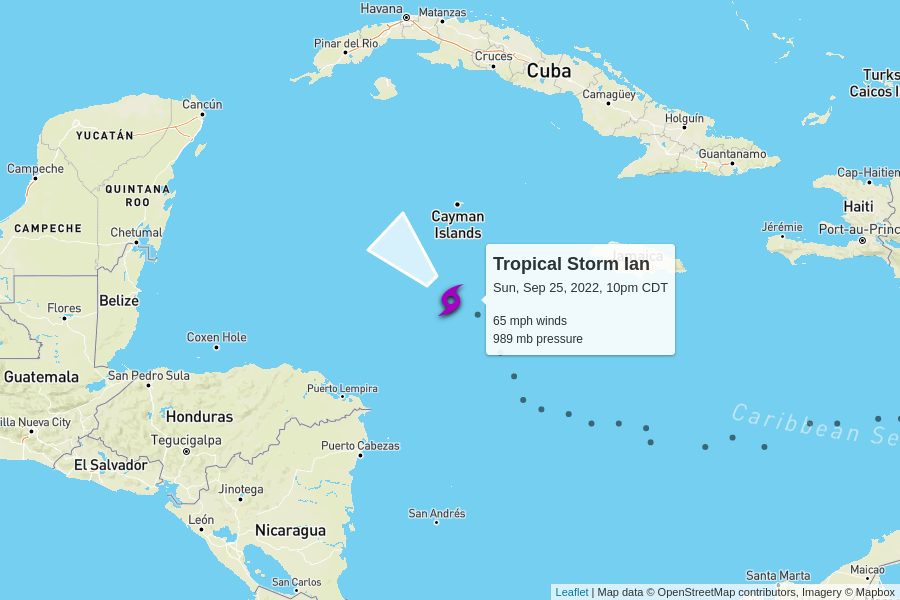 Havana
Matanzas
Pinar del Rio
Cruces
Cuba
Turks
Caicos I
Camagüey
Cancún
YUCATÁN
Holguín
Guantanamo
Campeche
Cap-Haitien
QUINTANA
ROO
Haiti
Cayman
Islands
CAMPECHE
Chetumal
Jérémie
Port-au-Princ
Jamaica
Tropical Storm Ian
Sun, Sep 25, 2022, 10pm CDT
65 mph winds
989 mb pressure
Belize
Flores
Coxen Hole
Guatemala
San Pedro Sula
Puerto Lempira
Honduras
Caribbean Se
illa Nueva City
Tegucigalpa
Puerto Cabezas
El Salvador
Jinotega
San Andrés
León
Nicaragua
Maicao
Santa Marta
San Carlos
Leaflet | Map data © OpenStreetMap contributors, Imagery © Mapbox